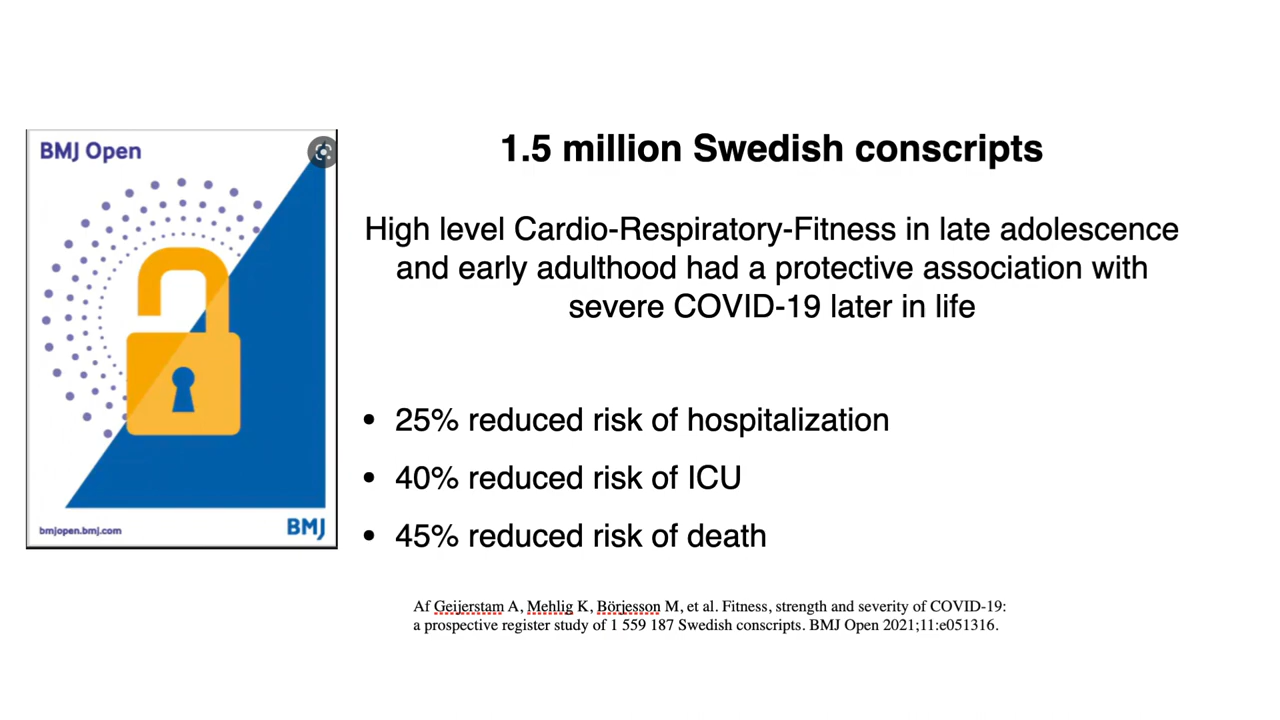 BMJ Open
1.5 million Swedish conscripts
High level Cardio-Respiratory-Fitness in late adolescence
and early adulthood had a protective association with
severe COVID-19 later in life
• 25% reduced risk of hospitalization
• 40% reduced risk of ICU
• 45% reduced risk of death
bmjopen.bmj.com
BMJ
Af Geijerstam A, Mehlig K, Börjesson M, et al. Fitness, strength and severity of COVID-19:
a prospective register study of 1 559 187 Swedish conscripts. BMJ Open 2021;11:e051316.